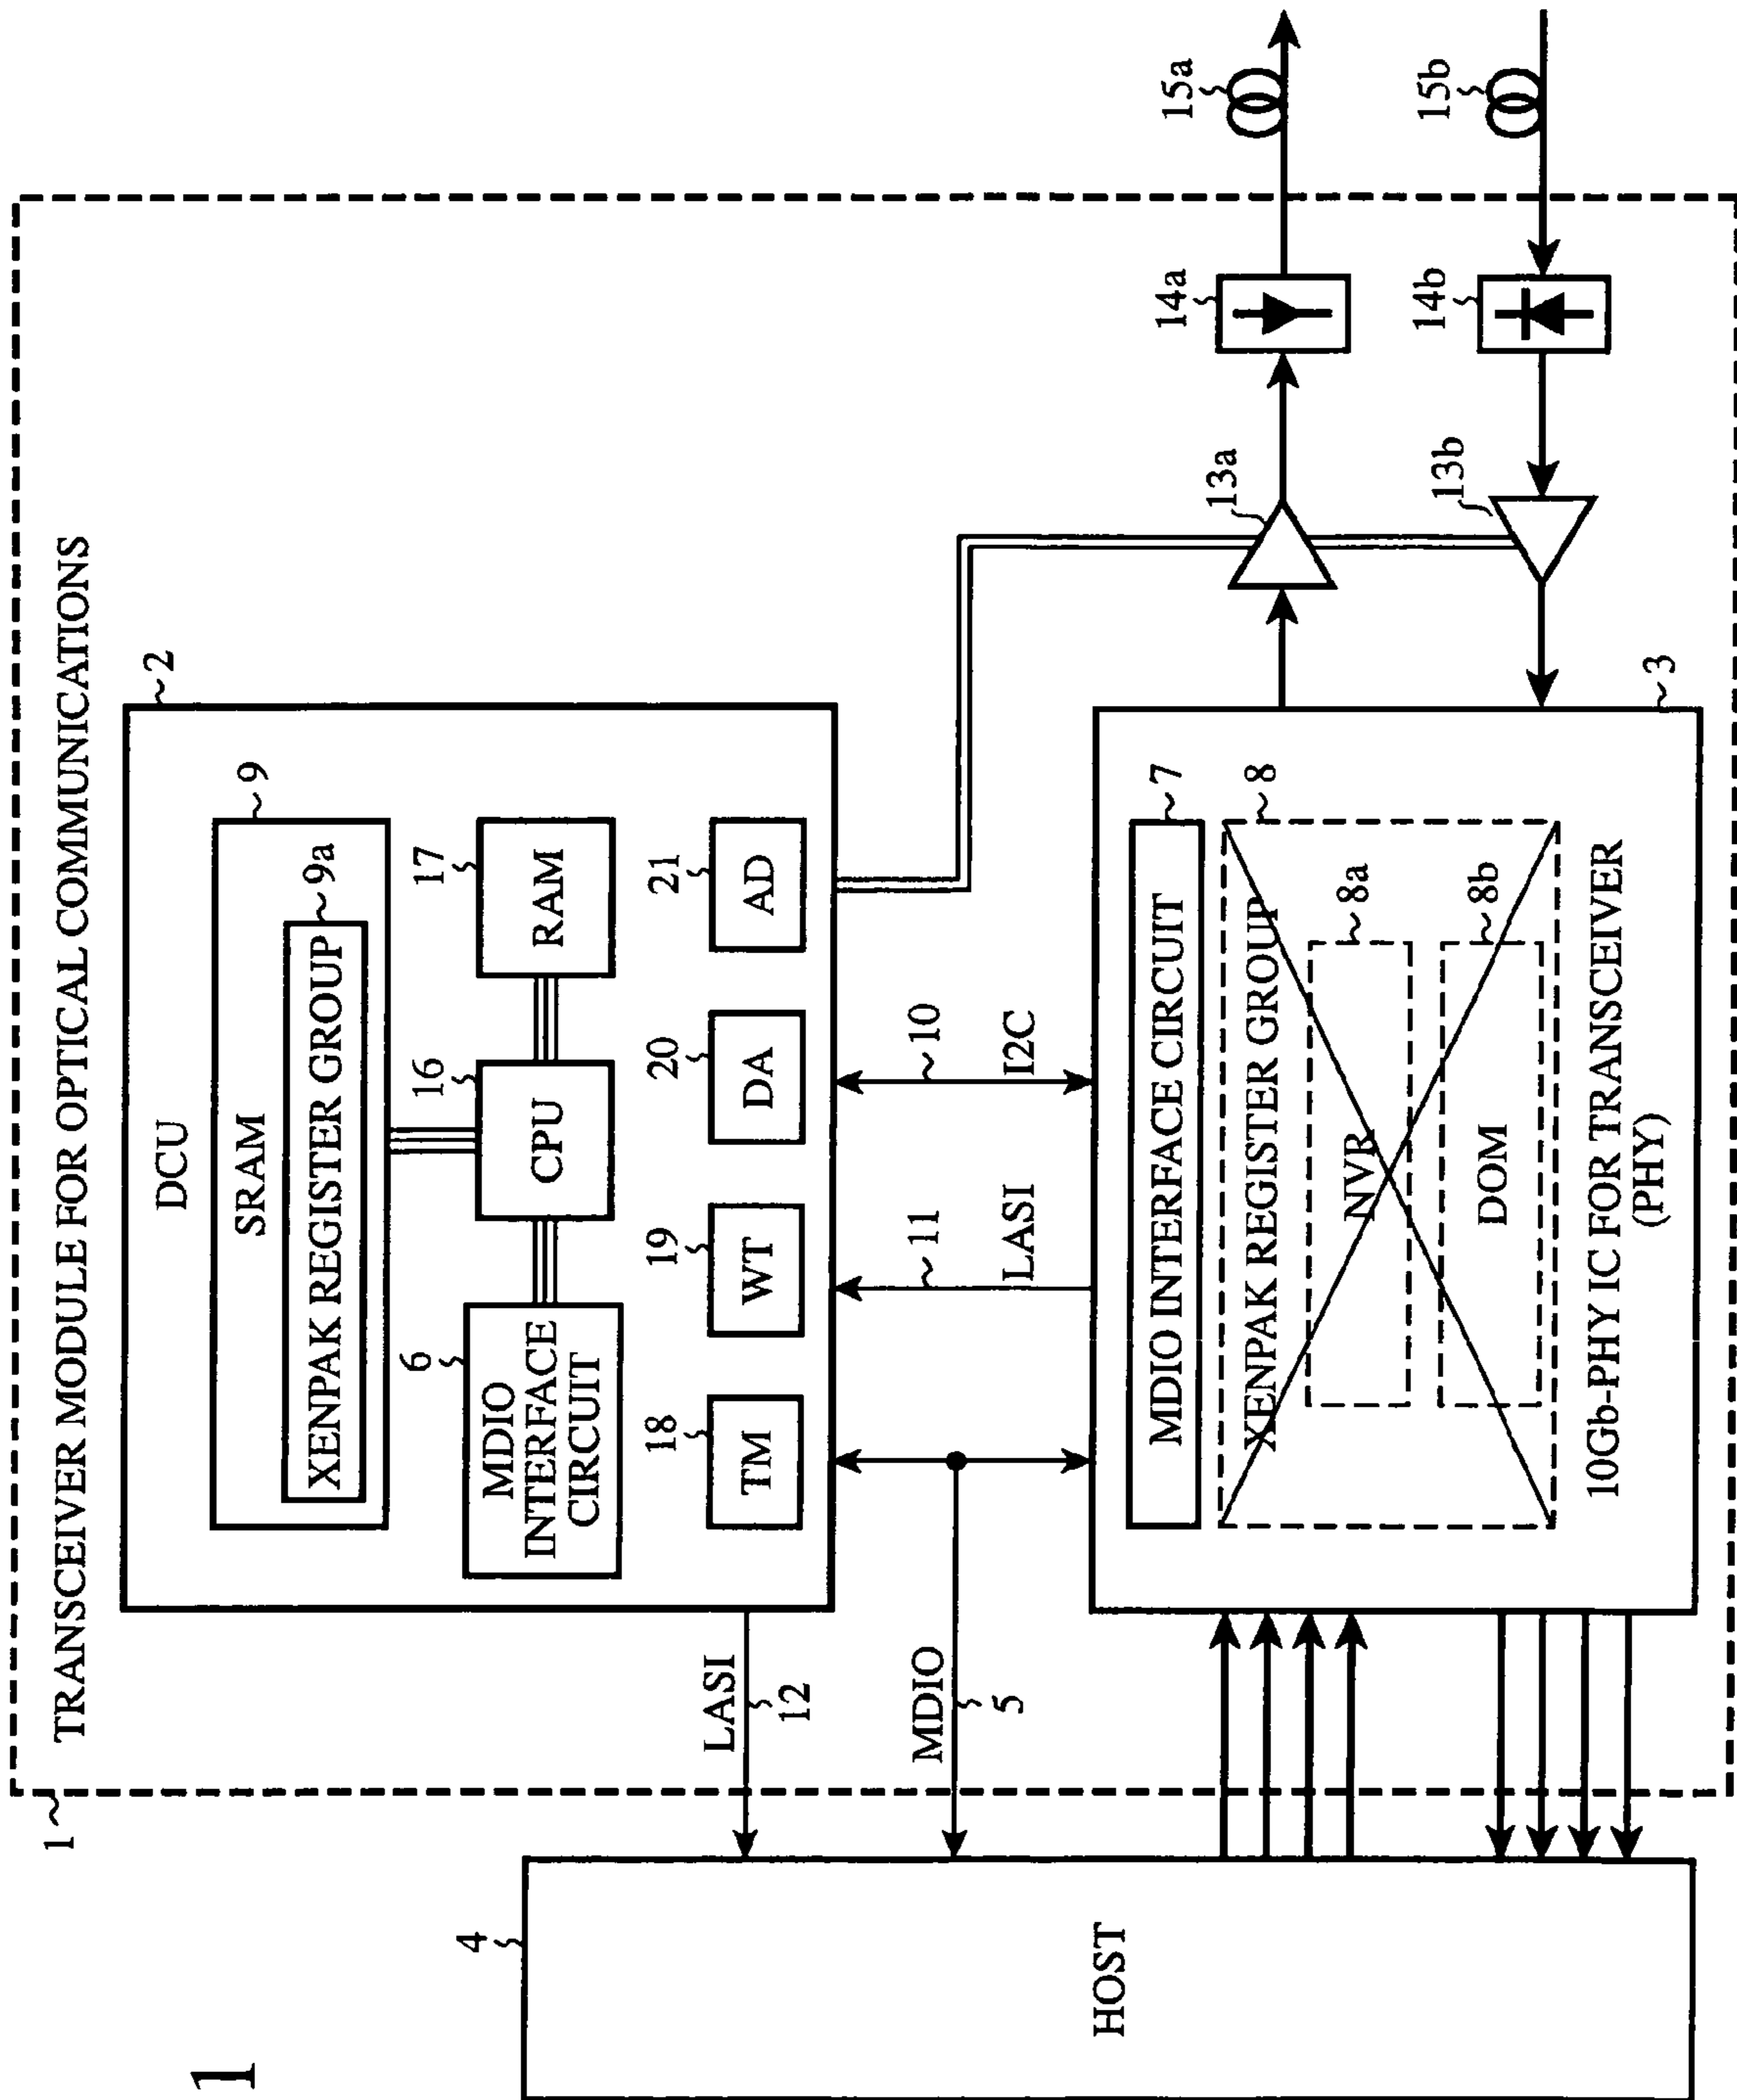 1
1
TRANSCEIVER MODULE FOR OPTICAL COMMUNICATIONS
2
DCU
9
SRAM
9a
XENPAK REGISTER GROUP
6
MDIO
INTERFACE
CIRCUIT
16
CPU
17
RAM
18
TM
19
WT
20
DA
21
AD
4
HOST
LASI
12
MDIO
5
11
LASI
10
I2C
13a
14a
15a
13b
14b
15b
3
7
MDIO INTERFACE CIRCUIT
8
XENPAK REGISTER GROUP
8a
NVR
8b
DOM
10Gb-PHY IC FOR TRANSCEIVER
(PHY)